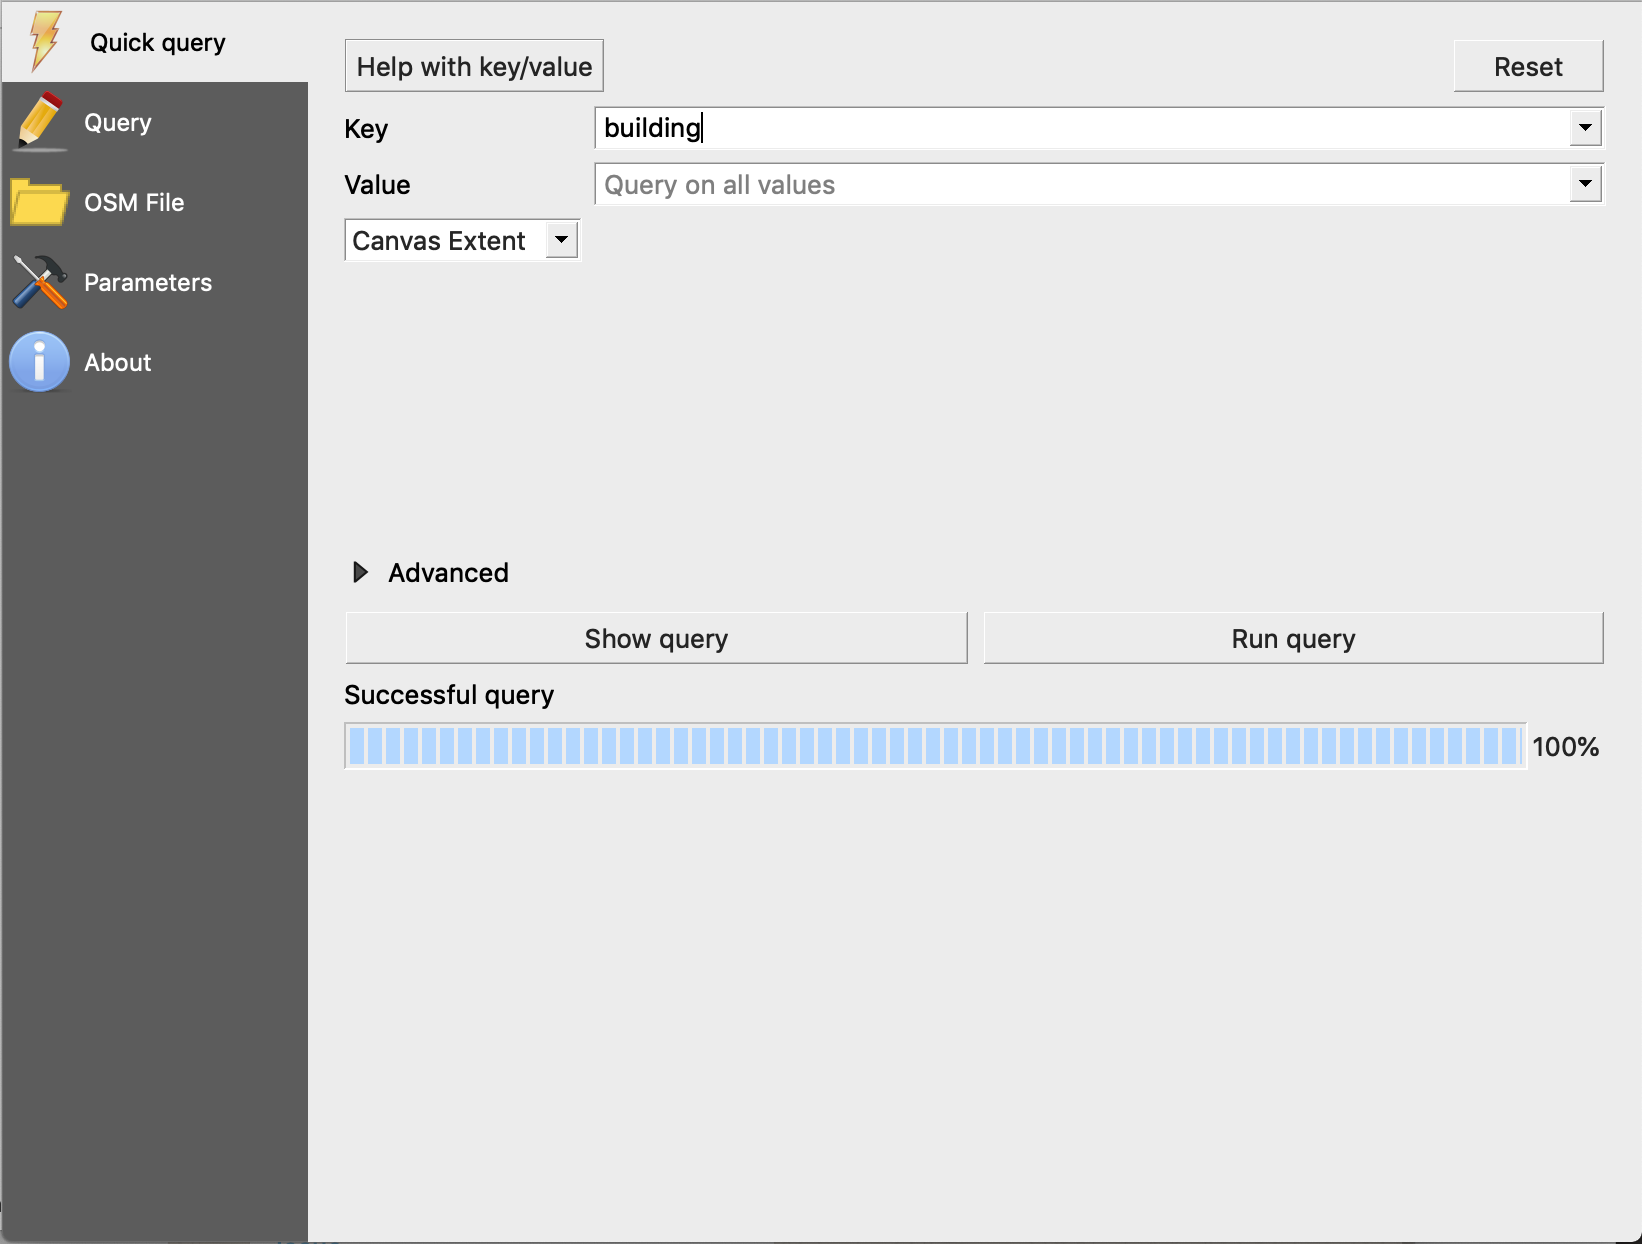 Quick query
Query
OSM File
Parameters
About
Help with key/value
Reset
Key
building
Value
Query on all values
Canvas Extent
Advanced
Show query
Run query
Successful query
100%